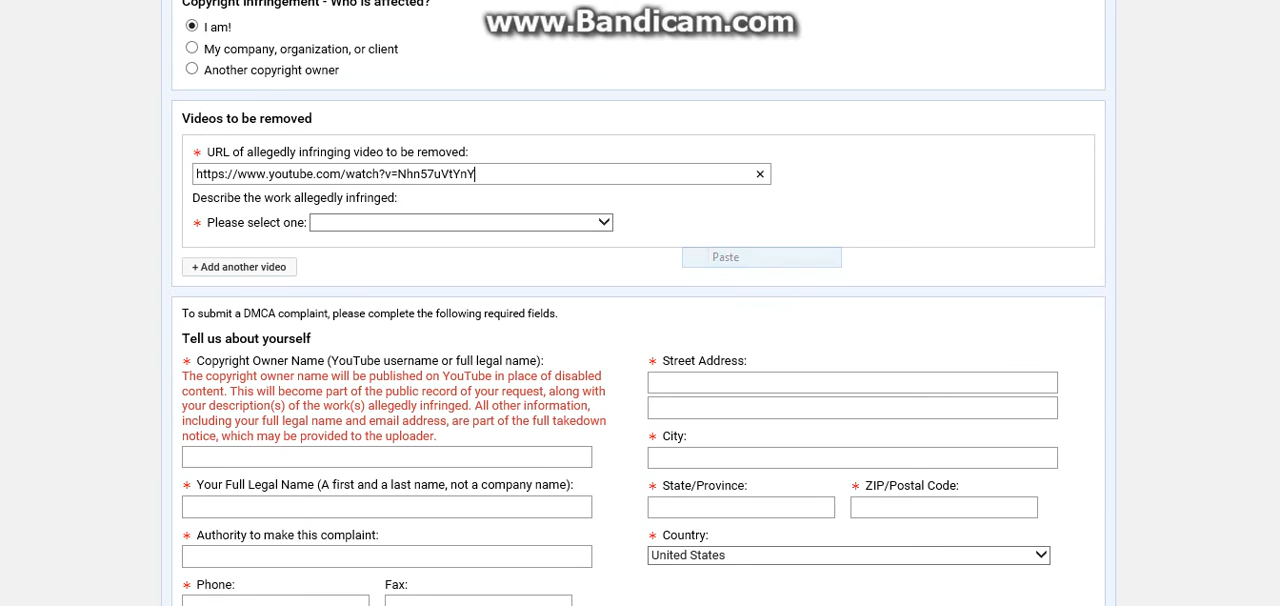 Copyright Infringement - Who is affected?
www.Bandicam.com
I am!
My company, organization, or client
Another copyright owner
Videos to be removed
* URL of allegedly infringing video to be removed:
https://www.youtube.com/watch?v=Nhn57uVtYnY
Describe the work allegedly infringed:
* Please select one:
Paste
+ Add another video
To submit a DMCA complaint, please complete the following required fields.
Tell us about yourself
* Copyright Owner Name (YouTube username or full legal name):
The copyright owner name will be published on YouTube in place of disabled
content. This will become part of the public record of your request, along with
your description(s) of the work(s) allegedly infringed. All other information,
including your full legal name and email address, are part of the full takedown
notice, which may be provided to the uploader.
* Your Full Legal Name (A first and a last name, not a company name):
* Authority to make this complaint:
* Phone:
Fax:
* Street Address:
* City:
* State/Province:
* ZIP/Postal Code:
* Country:
United States